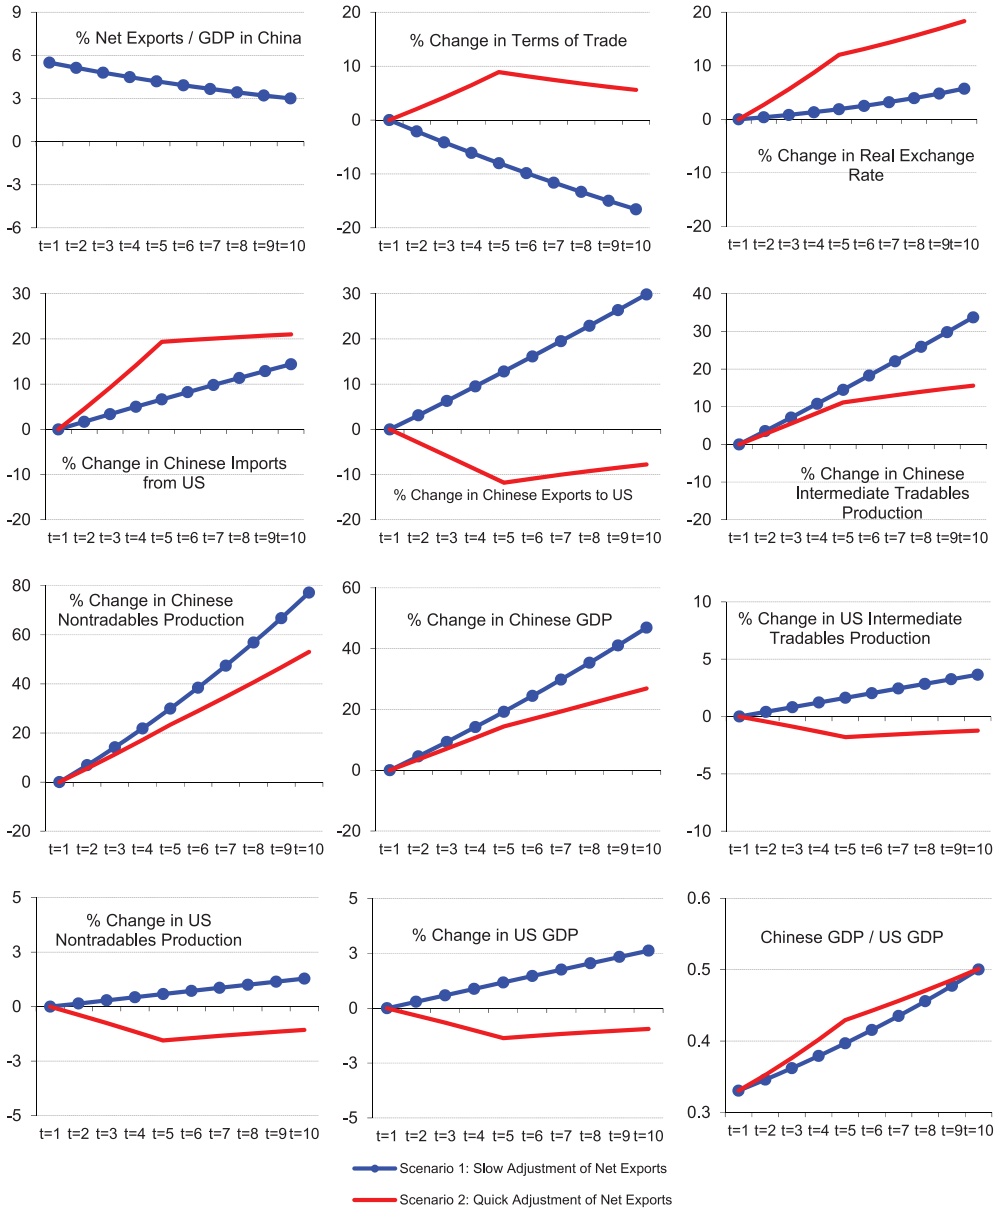 % Net Exports / GDP in China
9
6
3
0
-3
-6
t=1 t=2 t=3 t=4 t=5 t=6 t=7 t=8 t=9t=10
% Change in Terms of Trade
20
10
0
-10
-20
t=1 t=2 t=3 t=4 t=5 t=6 t=7 t=8 t=9t=10
20
10
0
-10
-20
% Change in Real Exchange
Rate
t=1 t=2 t=3 t=4 t=5 t=6 t=7 t=8 t=9t=10
30
20
10
0
-10
-20
% Change in Chinese Imports
from US
t=1 t=2 t=3 t=4 t=5 t=6 t=7 t=8 t=9t=10
30
20
10
0
-10
-20
% Change in Chinese Exports to US
t=1 t=2 t=3 t=4 t=5 t=6 t=7 t=8 t=9t=10
40
30
20
10
0
-10
-20
% Change in Chinese
Intermediate Tradables
Production
t=1 t=2 t=3 t=4 t=5 t=6 t=7 t=8 t=9t=10
80
60
40
20
0
-20
% Change in Chinese
Nontradables Production
t=1 t=2 t=3 t=4 t=5 t=6 t=7 t=8 t=9t=10
60
40
20
0
-20
% Change in Chinese GDP
t=1 t=2 t=3 t=4 t=5 t=6 t=7 t=8 t=9t=10
10
5
0
-5
-10
% Change in US Intermediate
Tradables Production
t=1 t=2 t=3 t=4 t=5 t=6 t=7 t=8 t=9t=10
5
3
0
-3
-5
% Change in US
Nontradables Production
t=1 t=2 t=3 t=4 t=5 t=6 t=7 t=8 t=9 t=10
5
3
0
-3
-5
% Change in US GDP
t=1 t=2 t=3 t=4 t=5 t=6 t=7 t=8 t=9 t=10
0.6
0.5
0.4
0.3
Chinese GDP / US GDP
t=1 t=2 t=3 t=4 t=5 t=6 t=7 t=8 t=9t=10
Scenario 1: Slow Adjustment of Net Exports
Scenario 2: Quick Adjustment of Net Exports